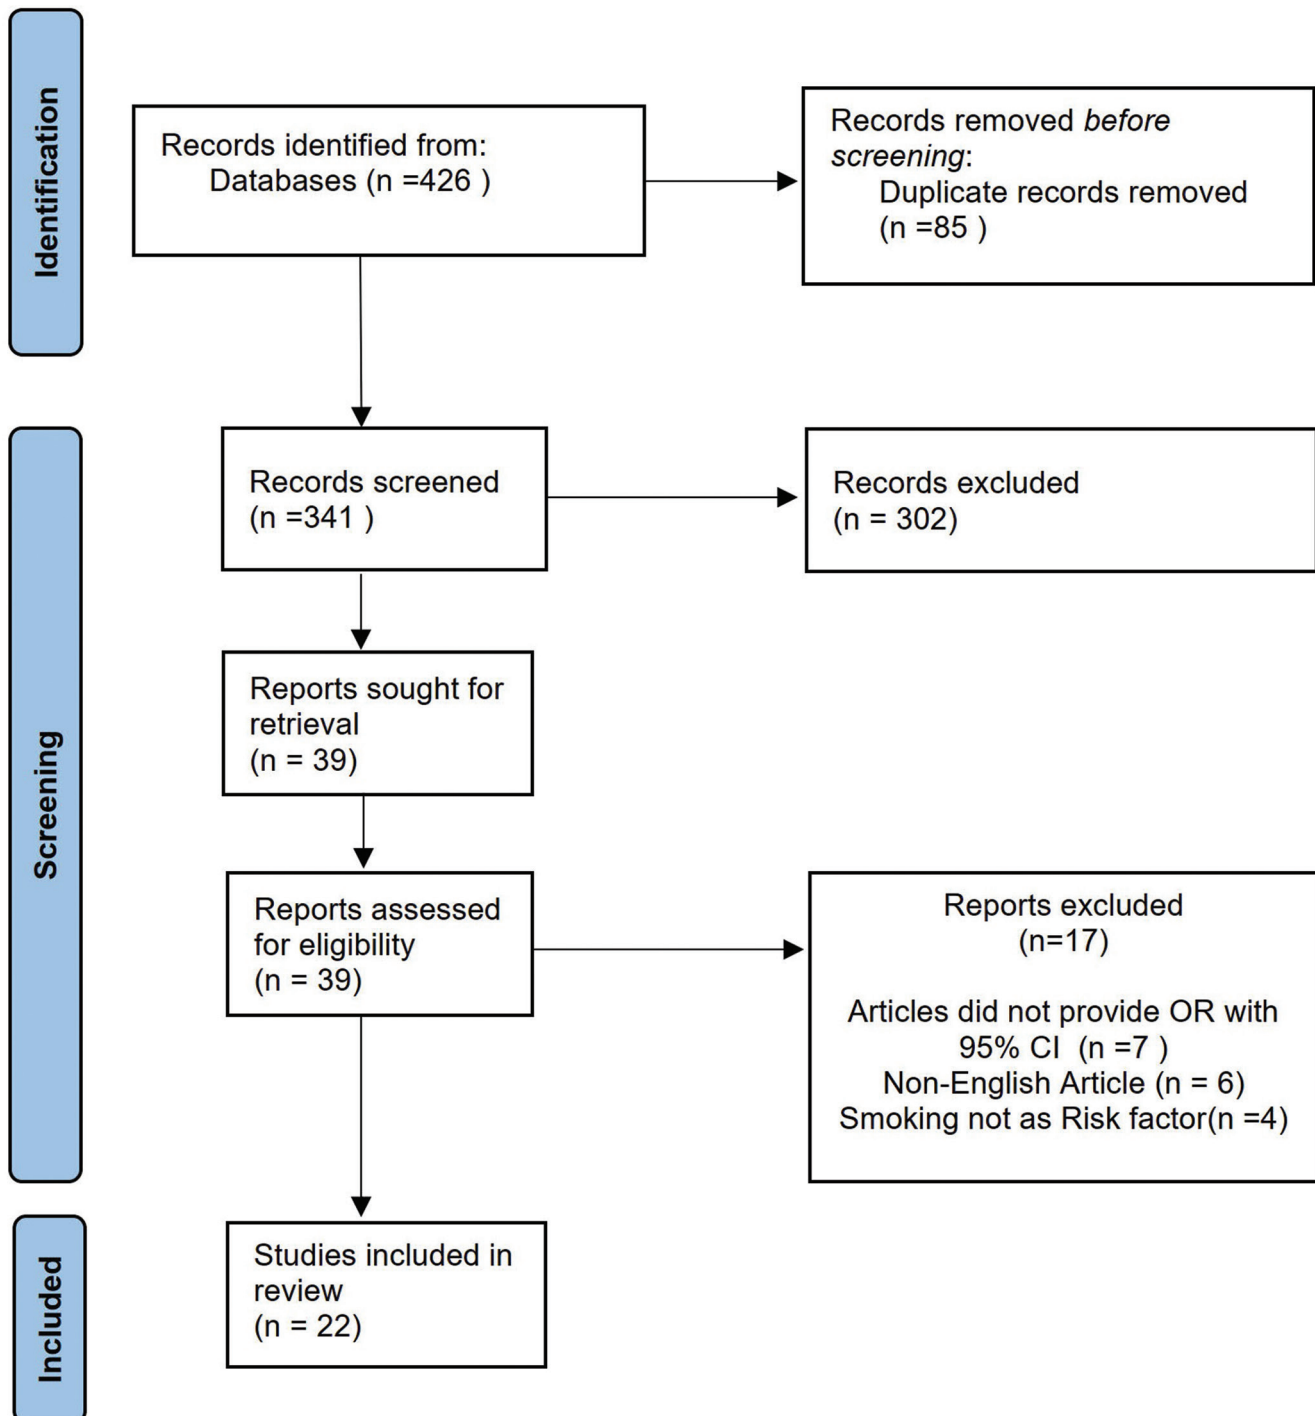 Identification
Records identified from:
Databases (n =426 )
Records removed before
screening:
Duplicate records removed
(n =85 )
Screening
Records screened
(n =341 )
Records excluded
(n = 302)
Reports sought for
retrieval
(n = 39)
Reports assessed
for eligibility
(n = 39)
Reports excluded
(n=17)
Articles did not provide OR with
95% CI (n =7 )
Non-English Article (n = 6)
Smoking not as Risk factor(n =4)
Included
Studies included in
review
(n = 22)